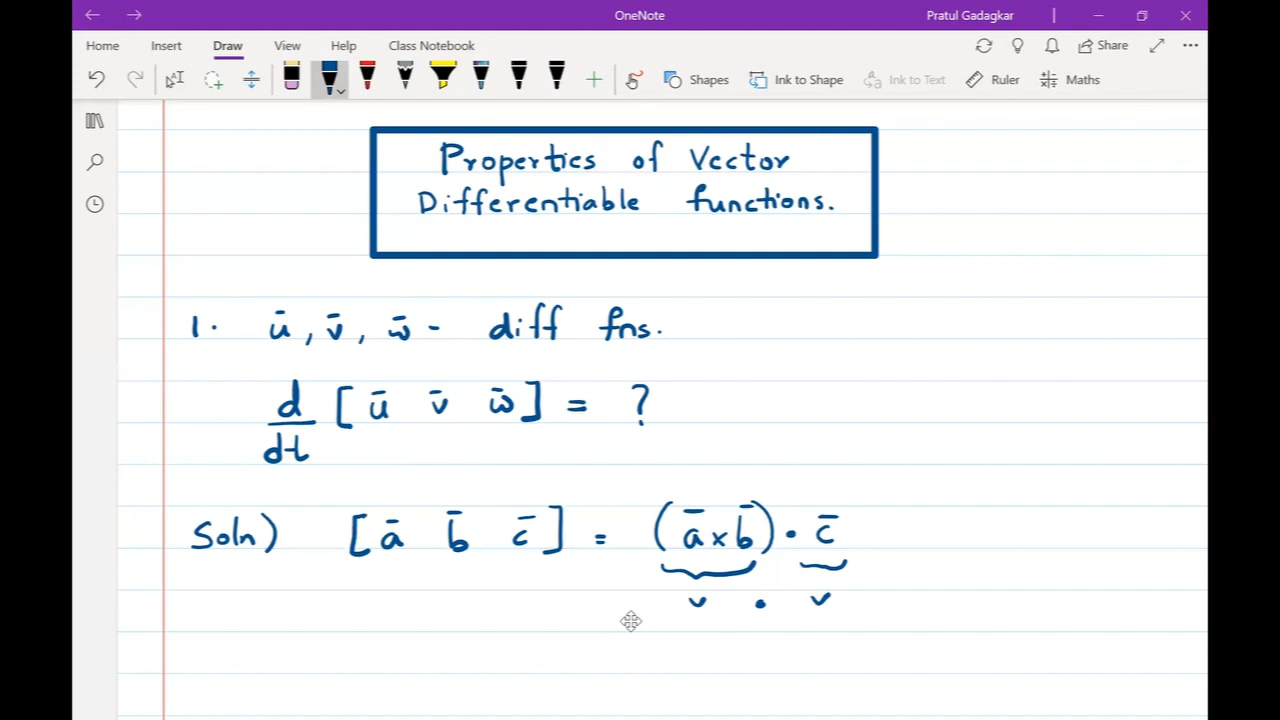 OneNote
Pratul Gadagkar
Home Insert Draw View Help Class Notebook
Share
Shapes Ink to Shape Ink to Text Ruler Maths
Properties of Vector
Differentiable functions.
1. ū, v̄, w̄ - diff fns.
d/dt [ū v̄ w̄] = ?
Soln) [ā b̄ c̄] = (ā×b̄)·c̄
v · v